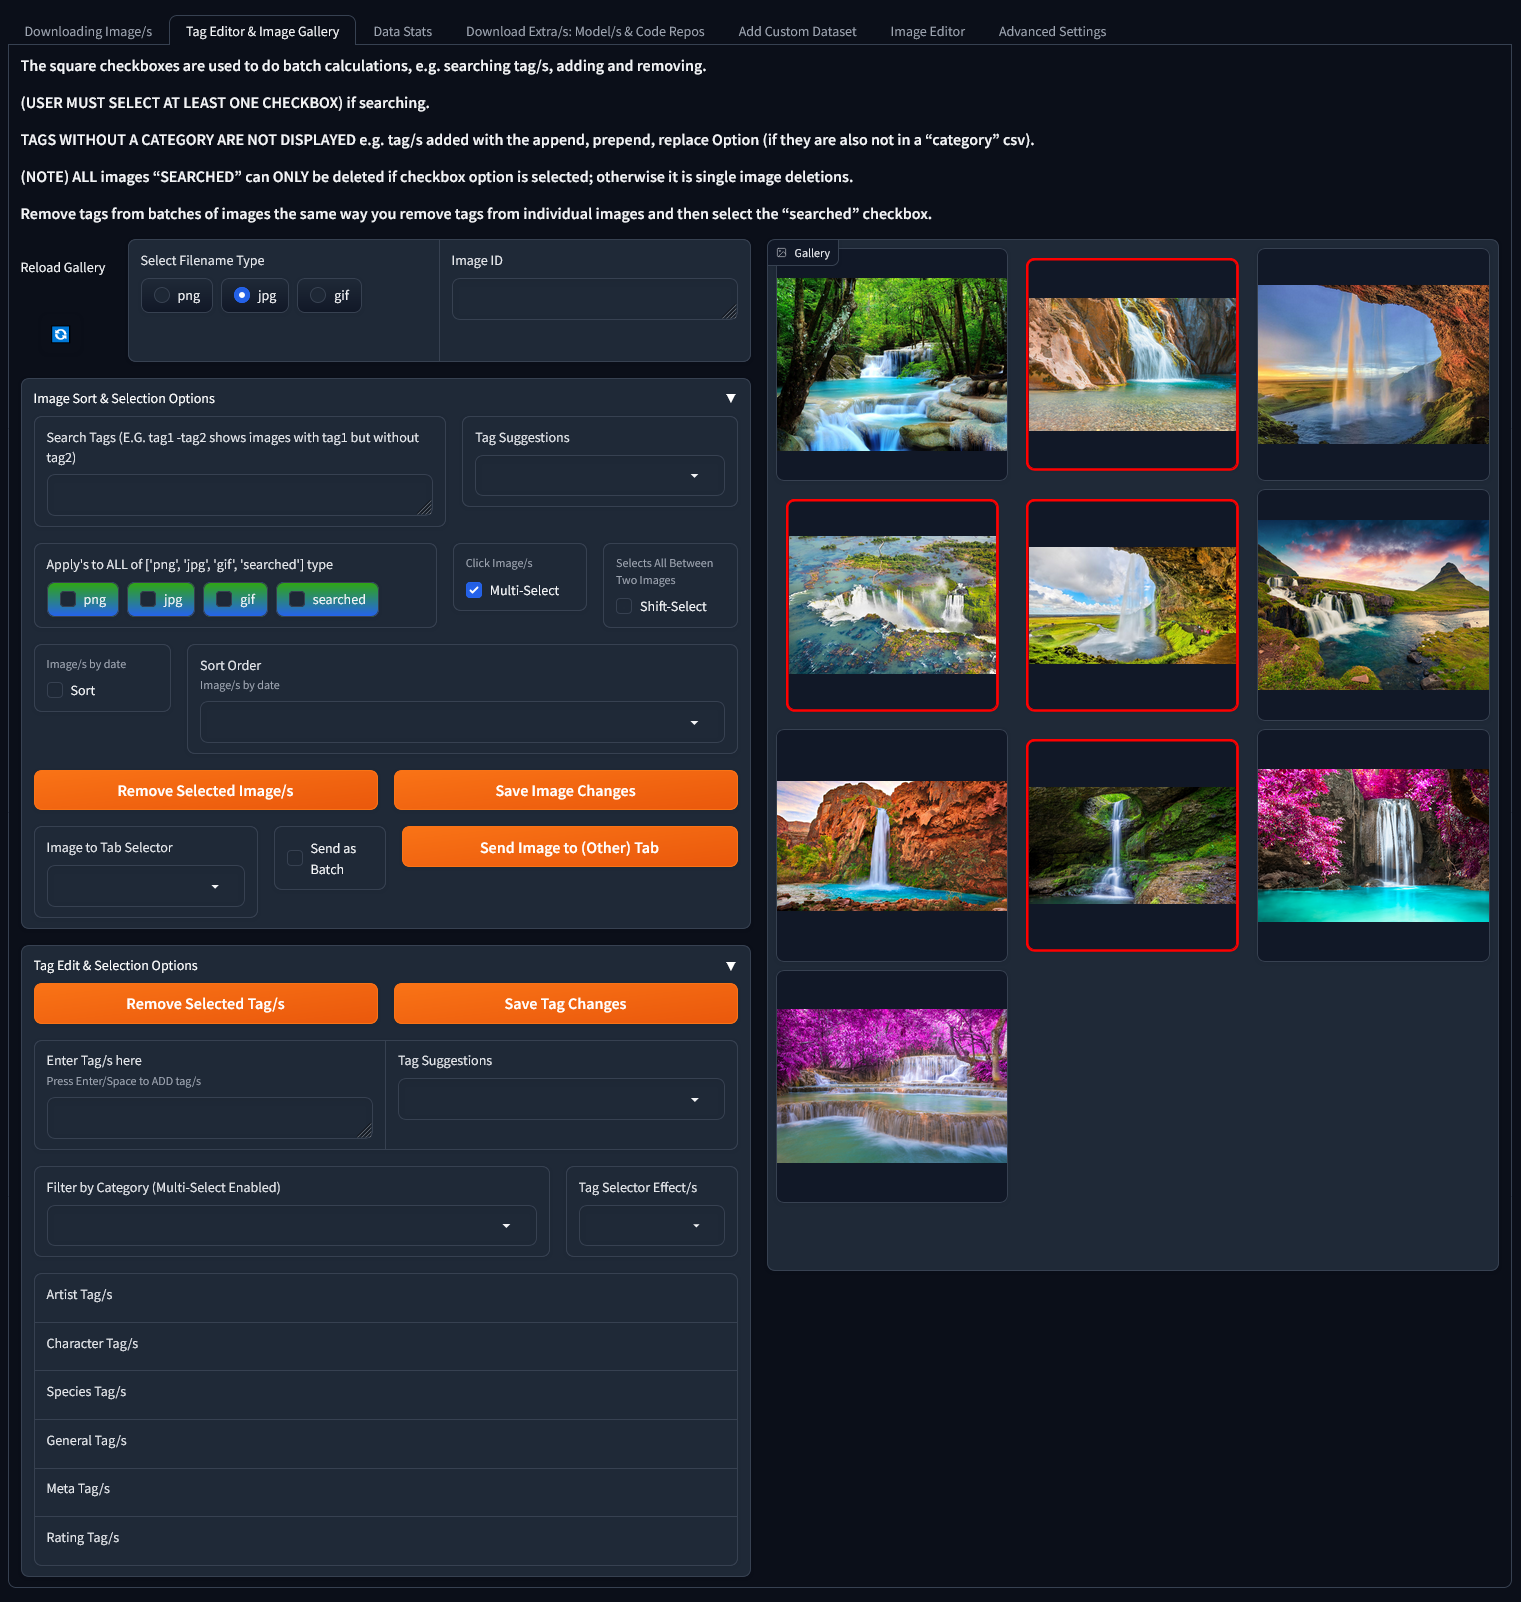 Downloading Image/s
Tag Editor & Image Gallery
Data Stats
Download Extra/s: Model/s & Code Repos
Add Custom Dataset
Image Editor
Advanced Settings
The square checkboxes are used to do batch calculations, e.g. searching tag/s, adding and removing.
(USER MUST SELECT AT LEAST ONE CHECKBOX) if searching.
TAGS WITHOUT A CATEGORY ARE NOT DISPLAYED e.g. tag/s added with the append, prepend, replace Option (if they are also not in a “category” csv).
(NOTE) ALL images “SEARCHED” can ONLY be deleted if checkbox option is selected; otherwise it is single image deletions.
Remove tags from batches of images the same way you remove tags from individual images and then select the “searched” checkbox.
Reload Gallery
Select Filename Type
png
jpg
gif
Image ID
Gallery
Image Sort & Selection Options
Search Tags (E.G. tag1 -tag2 shows images with tag1 but without
tag2)
Tag Suggestions
Apply's to ALL of ['png', 'jpg', 'gif', 'searched'] type
png
jpg
gif
searched
Click Image/s
Multi-Select
Selects All Between
Two Images
Shift-Select
Image/s by date
Sort
Sort Order
Image/s by date
Remove Selected Image/s
Save Image Changes
Image to Tab Selector
Send as
Batch
Send Image to (Other) Tab
Tag Edit & Selection Options
Remove Selected Tag/s
Save Tag Changes
Enter Tag/s here
Press Enter/Space to ADD tag/s
Tag Suggestions
Filter by Category (Multi-Select Enabled)
Tag Selector Effect/s
Artist Tag/s
Character Tag/s
Species Tag/s
General Tag/s
Meta Tag/s
Rating Tag/s